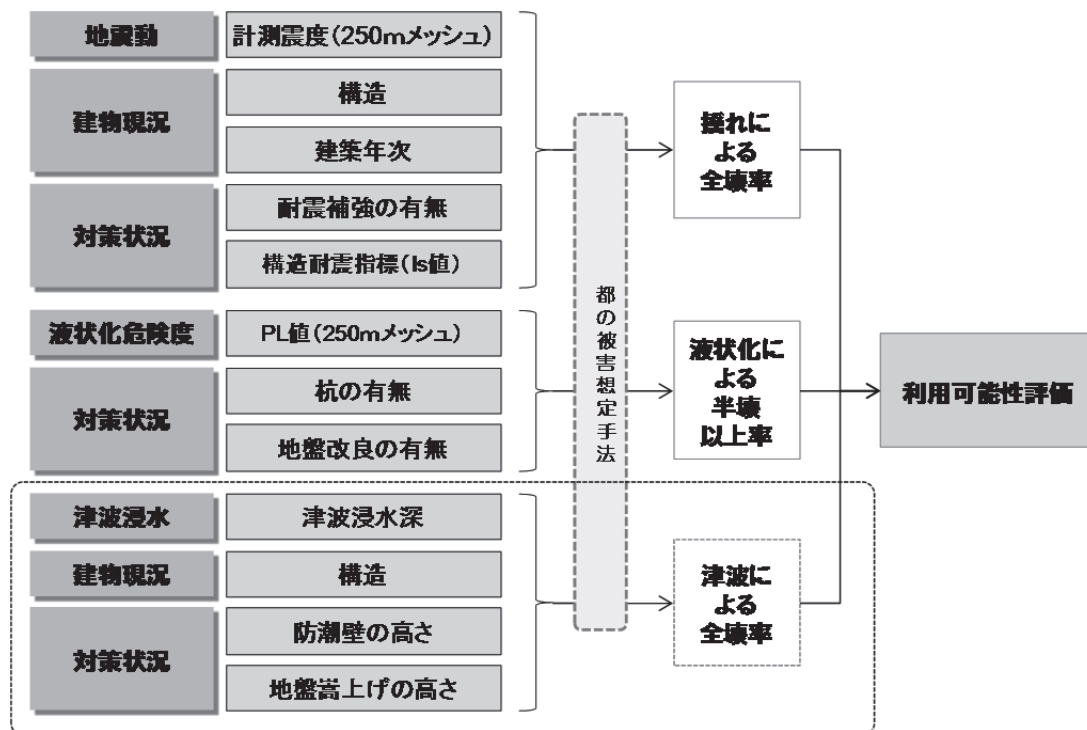 地震動
計測震度(250mメッシュ)
建物現況
構造
建築年次
対策状況
耐震補強の有無
構造耐震指標(Is値)
液状化危険度
PL値(250mメッシュ)
対策状況
杭の有無
地盤改良の有無
津波浸水
津波浸水深
建物現況
構造
対策状況
防潮壁の高さ
地盤嵩上げの高さ
都の被害想定手法
揺れに
よる
全壊率
液状化に
よる
半壊
以上率
津波に
よる
全壊率
利用可能性評価